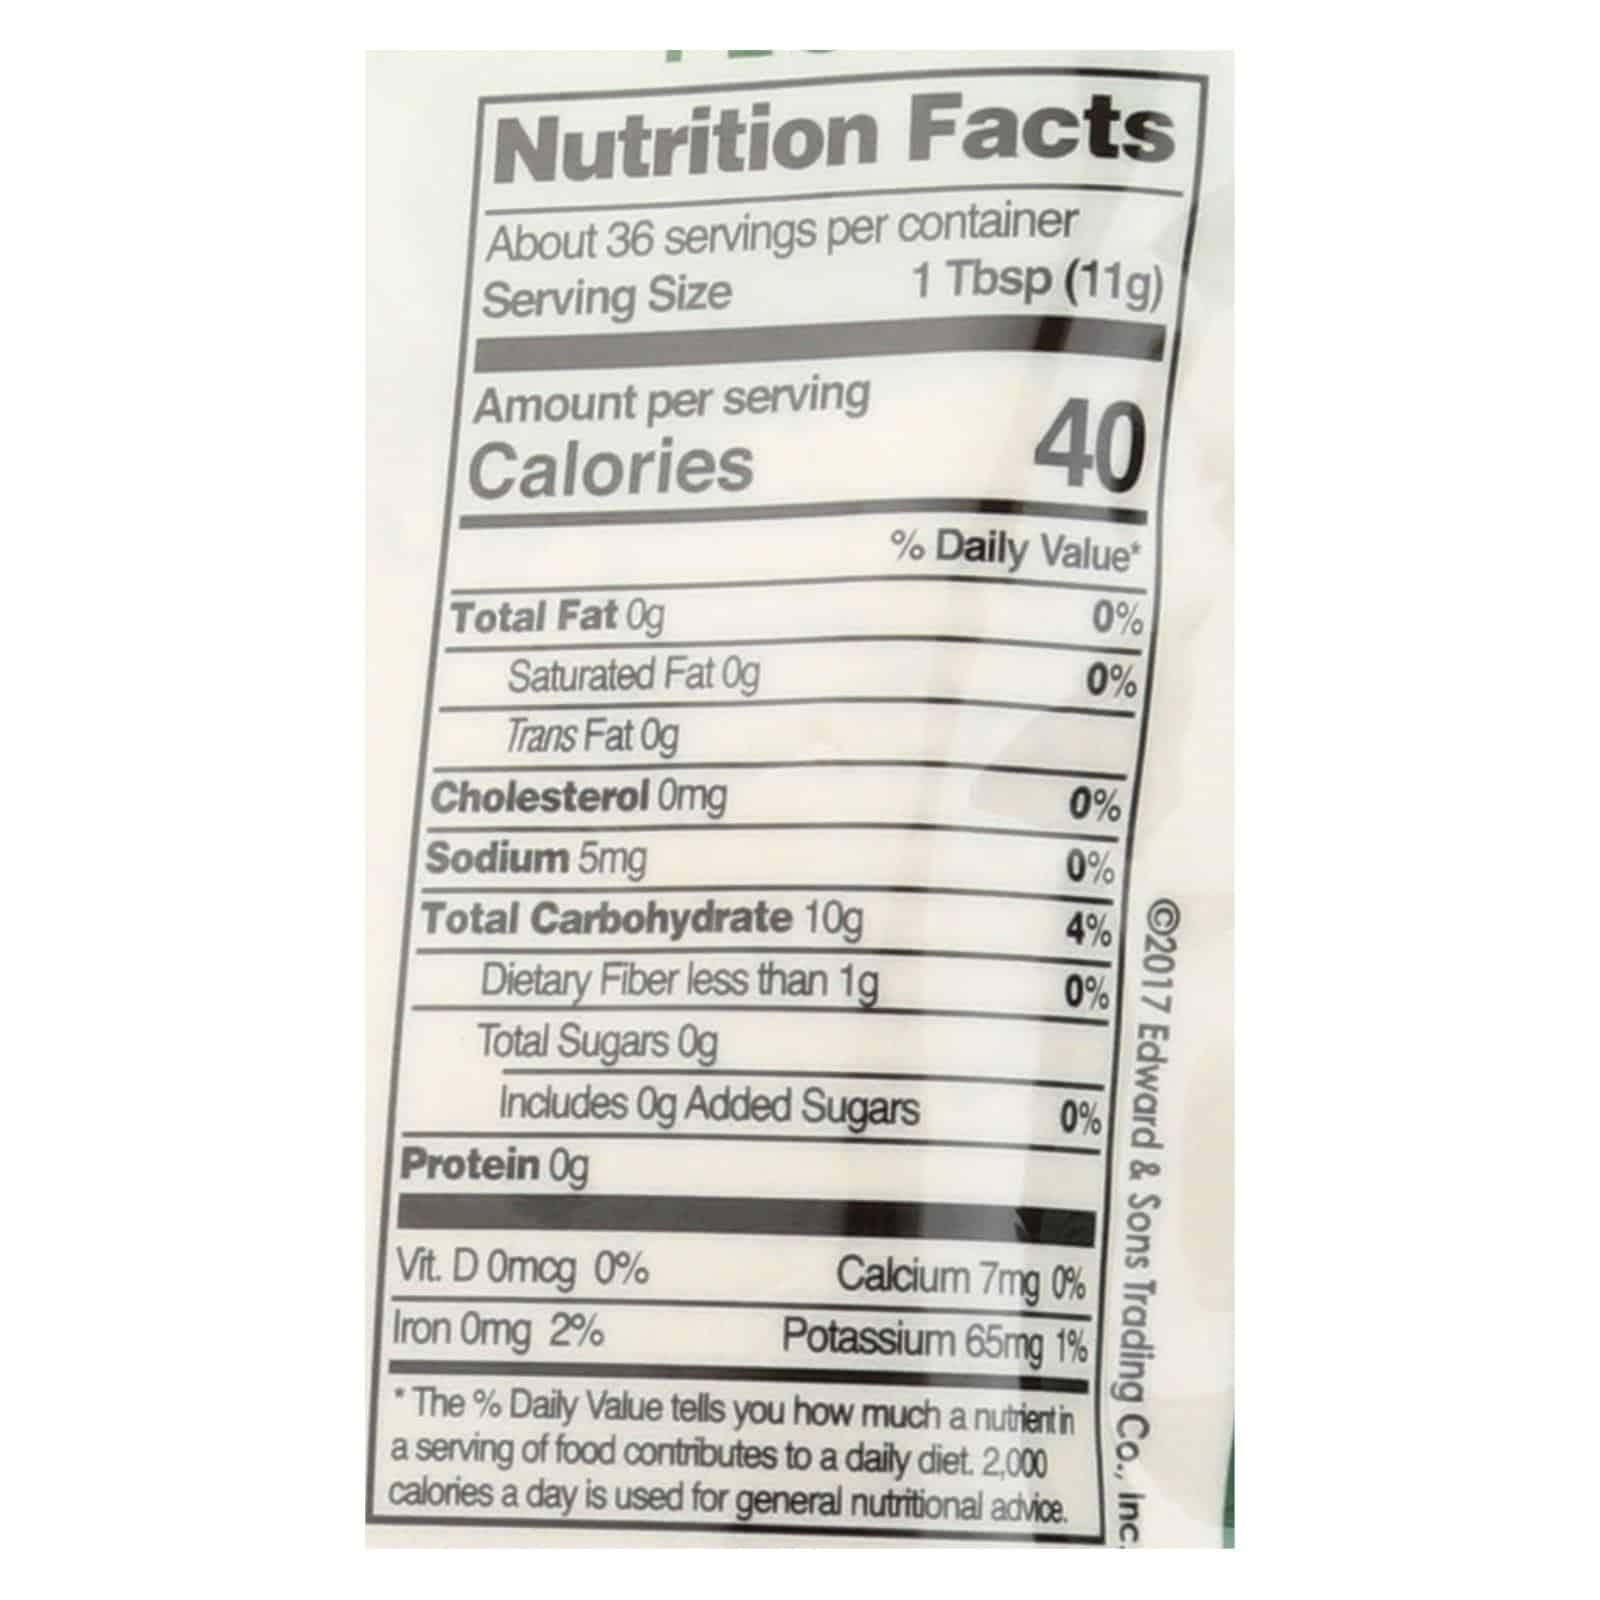 Nutrition Facts
About 36 servings per container
Serving Size 1 Tbsp (11g)
Amount per serving
Calories 40
% Daily Value*
Total Fat 0g 0%
Saturated Fat 0g 0%
Trans Fat 0g
Cholesterol 0mg 0%
Sodium 5mg 0%
Total Carbohydrate 10g 4%
Dietary Fiber less than 1g 0%
Total Sugars 0g
Includes 0g Added Sugars 0%
Protein 0g
Vit. D 0mcg 0% Calcium 7mg 0%
Iron 0mg 2% Potassium 65mg 1%
* The % Daily Value tells you how much a nutrient in
a serving of food contributes to a daily diet. 2,000
calories a day is used for general nutritional advice.
©2017 Edward & Sons Trading Co., Inc.